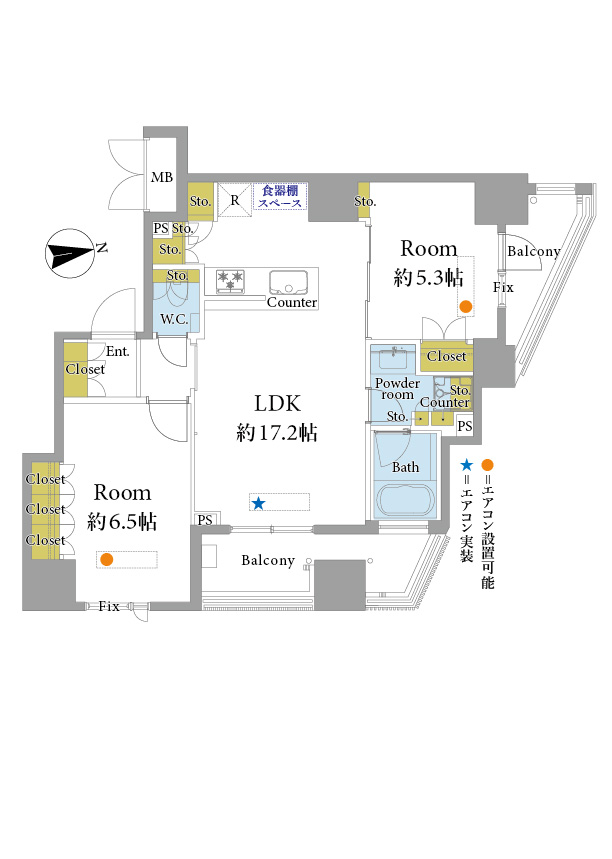 MB
Sto.
R
食器棚
スペース
Sto.
PS
Sto.
Sto.
Room
約5.3帖
Balcony
N
Sto.
Fix
Counter
W.C.
Ent.
Closet
Closet
Powder
room
Sto.
Counter
Sto.
PS
LDK
約17.2帖
Bath
Closet
Closet
Closet
Room
約6.5帖
★=エアコン実装
●=エアコン設置可能
PS
Balcony
Fix